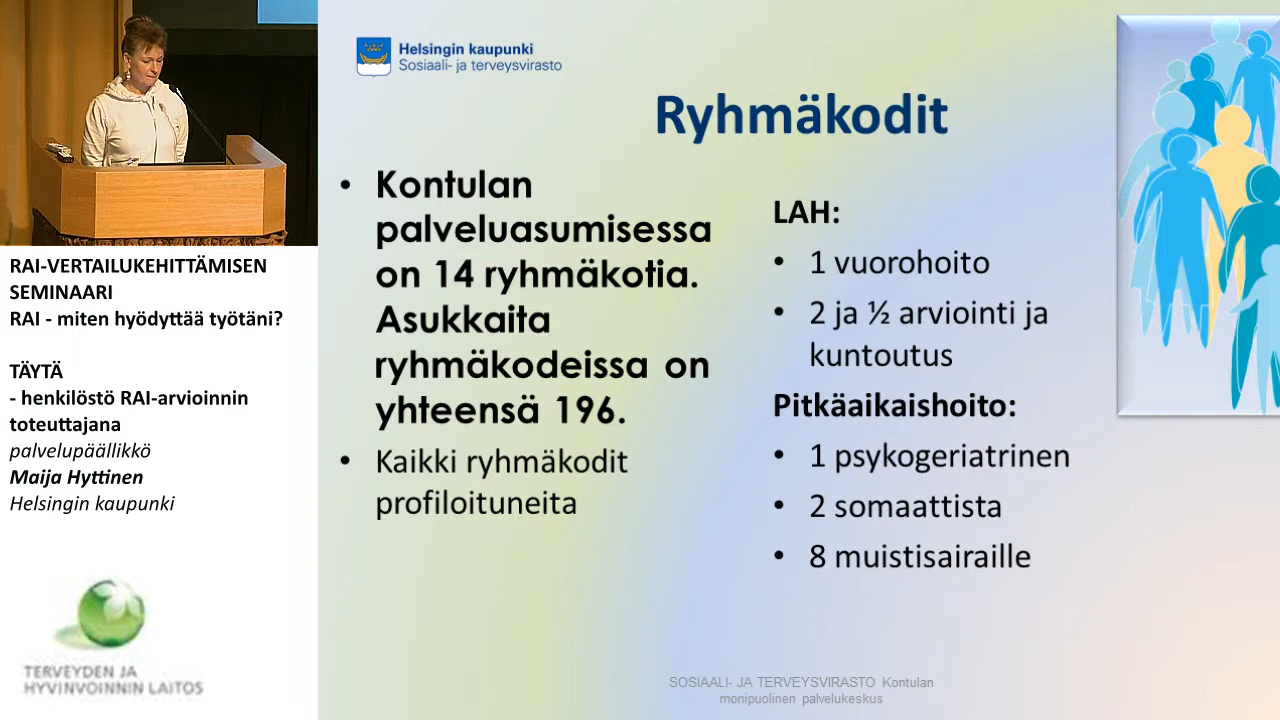 RAI-VERTAILUKEHITTÄMISEN
SEMINAARI
RAI - miten hyödyttää työtäni?
TÄYTÄ
- henkilöstö RAI-arvioinnin
toteuttajana
palvelupäällikkö
Maija Hyttinen
Helsingin kaupunki
TERVEYDEN JA
HYVINVOINNIN LAITOS
Helsingin kaupunki
Sosiaali- ja terveysvirasto
Ryhmäkodit
• Kontulan
palveluasumisessa
on 14 ryhmäkotia.
Asukkaita
ryhmäkodeissa on
yhteensä 196.
• Kaikki ryhmäkodit
profiloituneita
LAH:
• 1 vuorohoito
• 2 ja ½ arviointi ja
kuntoutus
Pitkäaikaishoito:
• 1 psykogeriatrinen
• 2 somaattista
• 8 muistisairaille
SOSIAALI- JA TERVEYSVIRASTO Kontulan
monipuolinen palvelukeskus